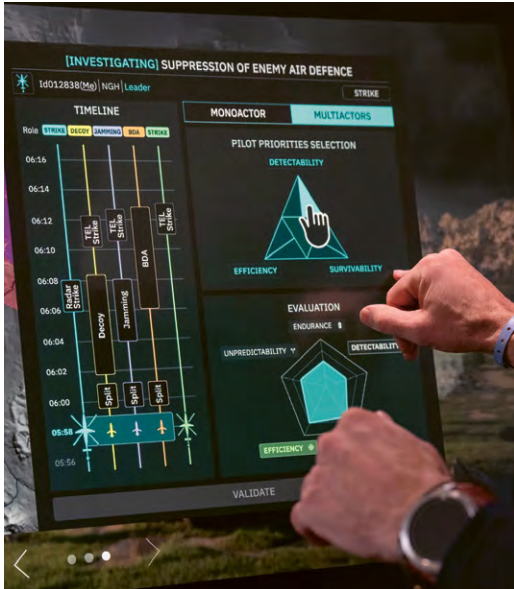 [INVESTIGATING] SUPPRESSION OF ENEMY AIR DEFENCE
Id012838(Me) | NGH | Leader
STRIKE
TIMELINE
Role STRIKE DECOY JAMMING BDA STRIKE
06:16
06:14
06:12
06:10
06:08
06:06
06:04
06:02
06:00
05:58
05:56
Radar Strike
TEL Strike
Decoy
Split
TEL Strike
Jamming
Split
BDA
Split
TEL Strike
MONOACTOR
MULTIACTORS
PILOT PRIORITIES SELECTION
DETECTABILITY
EFFICIENCY
SURVIVABILITY
EVALUATION
ENDURANCE
UNPREDICTABILITY
DETECTABILITY
EFFICIENCY
VALIDATE